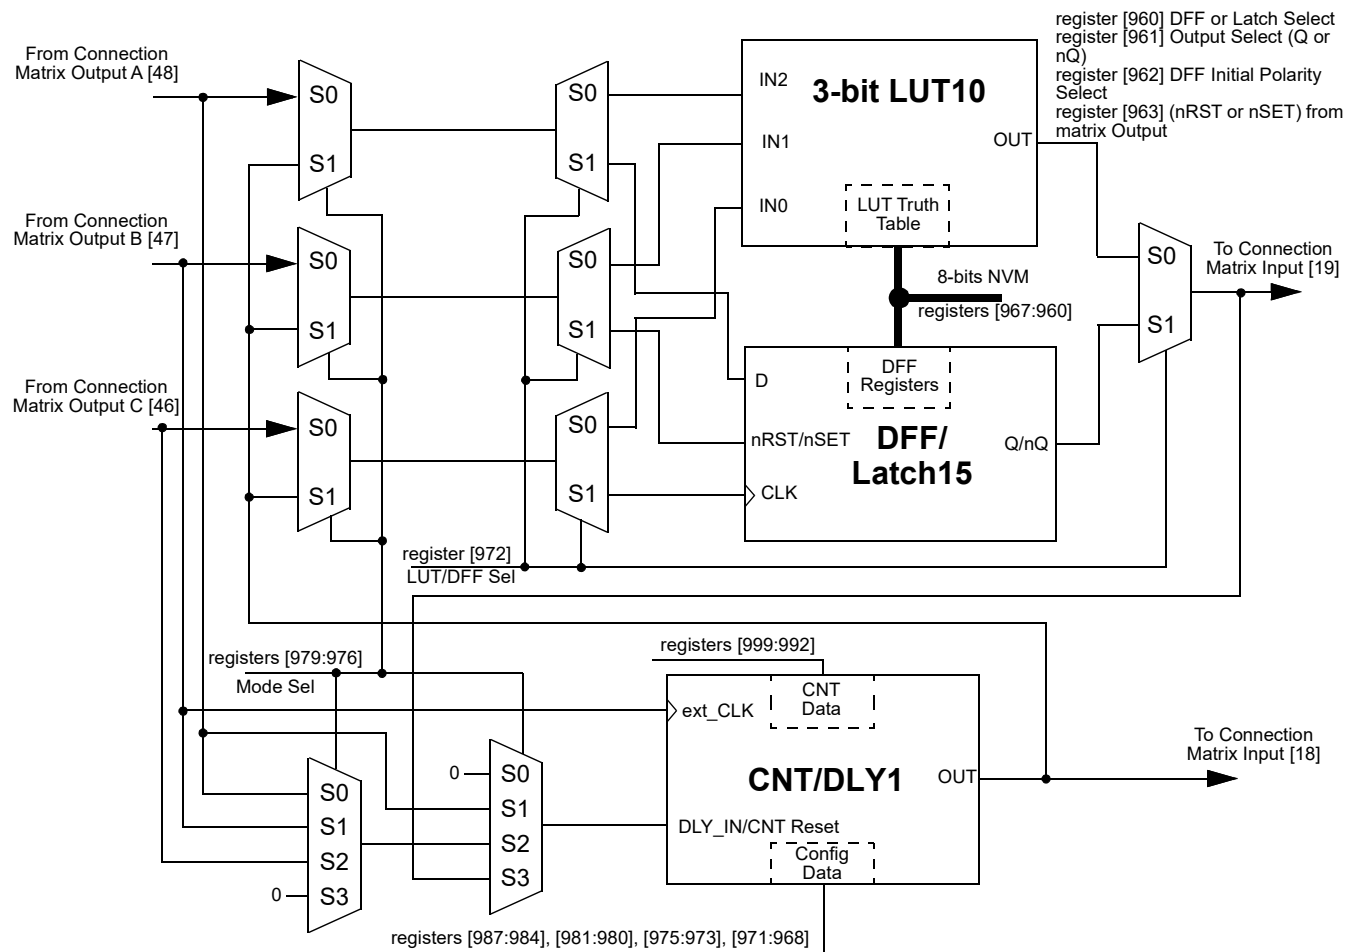 register [960] DFF or Latch Select
register [961] Output Select (Q or
nQ)
register [962] DFF Initial Polarity
Select
register [963] (nRST or nSET) from
matrix Output
From Connection
Matrix Output A [48]
S0
S1
S0
S1
IN2
3-bit LUT10
IN1
OUT
IN0
LUT Truth
Table
From Connection
Matrix Output B [47]
S0
S1
S0
S1
8-bits NVM
registers [967:960]
S0
S1
To Connection
Matrix Input [19]
From Connection
Matrix Output C [46]
S0
S1
S0
S1
D
DFF
Registers
nRST/nSET
DFF/
Latch15
Q/nQ
CLK
register [972]
LUT/DFF Sel
registers [979:976]
Mode Sel
registers [999:992]
CNT
Data
ext_CLK
0
S0
S1
S2
S3
S0
S1
S2
0
S3
CNT/DLY1
OUT
DLY_IN/CNT Reset
Config
Data
To Connection
Matrix Input [18]
registers [987:984], [981:980], [975:973], [971:968]